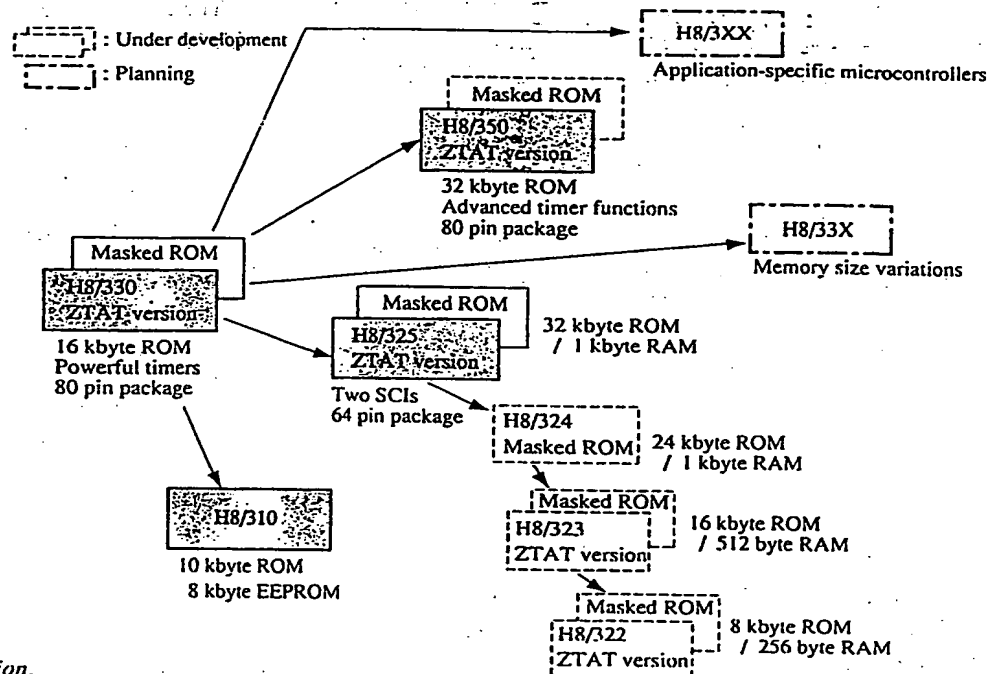 : Under development
: Planning
H8/3XX
Application-specific microcontrollers
Masked ROM
H8/350
ZTAT version
32 kbyte ROM
Advanced timer functions
80 pin package
H8/33X
Memory size variations
Masked ROM
H8/330
ZTAT version
16 kbyte ROM
Powerful timers
80 pin package
Masked ROM
H8/325
ZTAT version
32 kbyte ROM
/ 1 kbyte RAM
Two SCIs
64 pin package
H8/324
Masked ROM
24 kbyte ROM
/ 1 kbyte RAM
H8/310
10 kbyte ROM
8 kbyte EEPROM
Masked ROM
H8/323
ZTAT version
16 kbyte ROM
/ 512 byte RAM
Masked ROM
H8/322
ZTAT version
8 kbyte ROM
/ 256 byte RAM